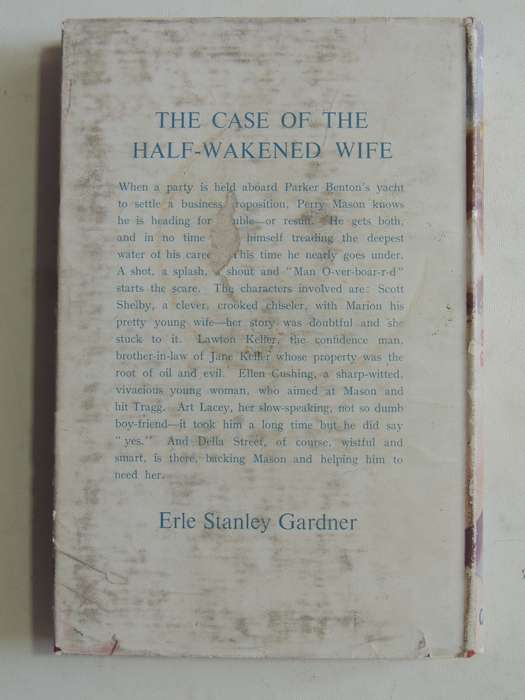 THE CASE OF THE
HALF-WAKENED WIFE
When a party is held aboard Parker Benton's yacht
to settle a business roposition, Perry Mason knows
he is heading for uble—or result. He gets both,
and in no time himself treading the deepest
water of his caree This time he nearly goes under.
A shot, a splash, shout and "Man O-ver-boar-r-d"
starts the scare. The characters involved are: Scott
Shelby, a clever, crooked chiseler, with Marion his
pretty young wife—her story was doubtful and she
stuck to it. Lawton Keller, the confidence man,
brother-in-law of Jane Keller whose property was the
root of oil and evil. Ellen Cushing, a sharp-witted,
vivacious young woman, who aimed at Mason and
hit Tragg. Art Lacey, her slow-speaking, not so dumb
boy-friend—it took him a long time but he did say
"yes." And Della Street, of course, wistful and
smart, is there, backing Mason and helping him to
need her.
Erle Stanley Gardner